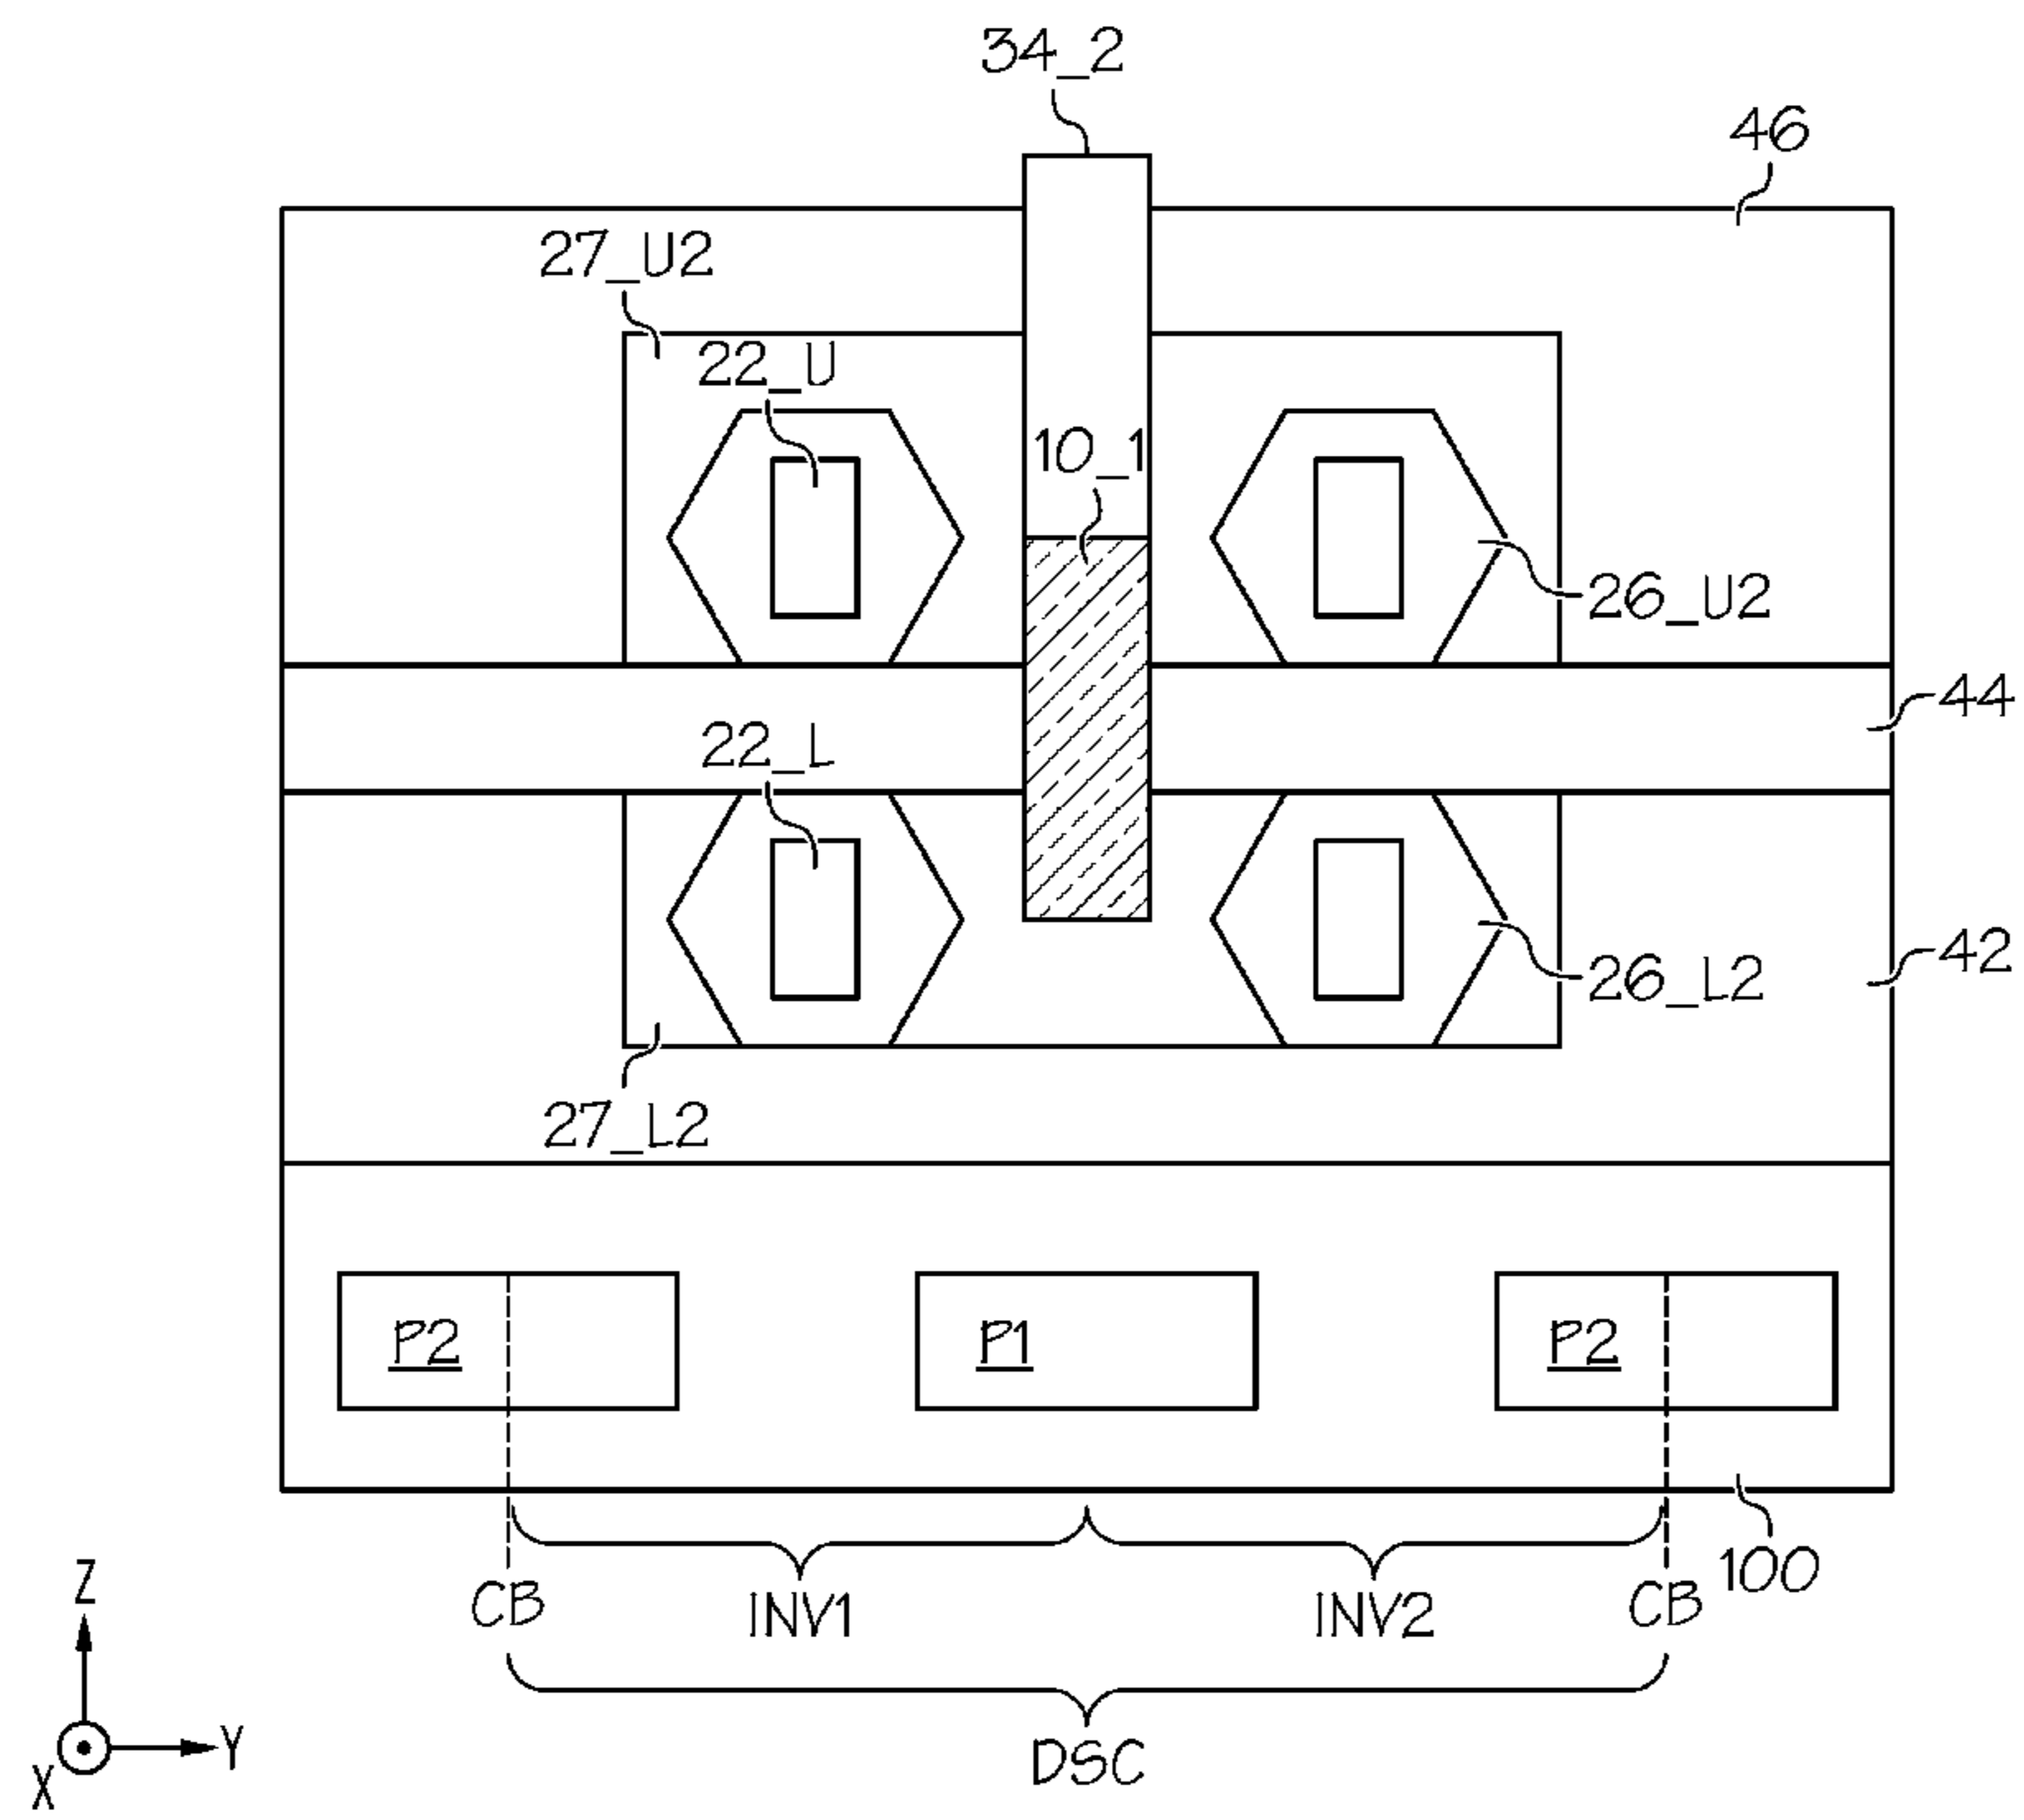 34_2
46
27_U2
22_U
10_1
26_U2
44
22_L
42
26_L2
27_L2
P2 P1 P2
100
CB INV1 INV2 CB
Z
Y
X
DSC